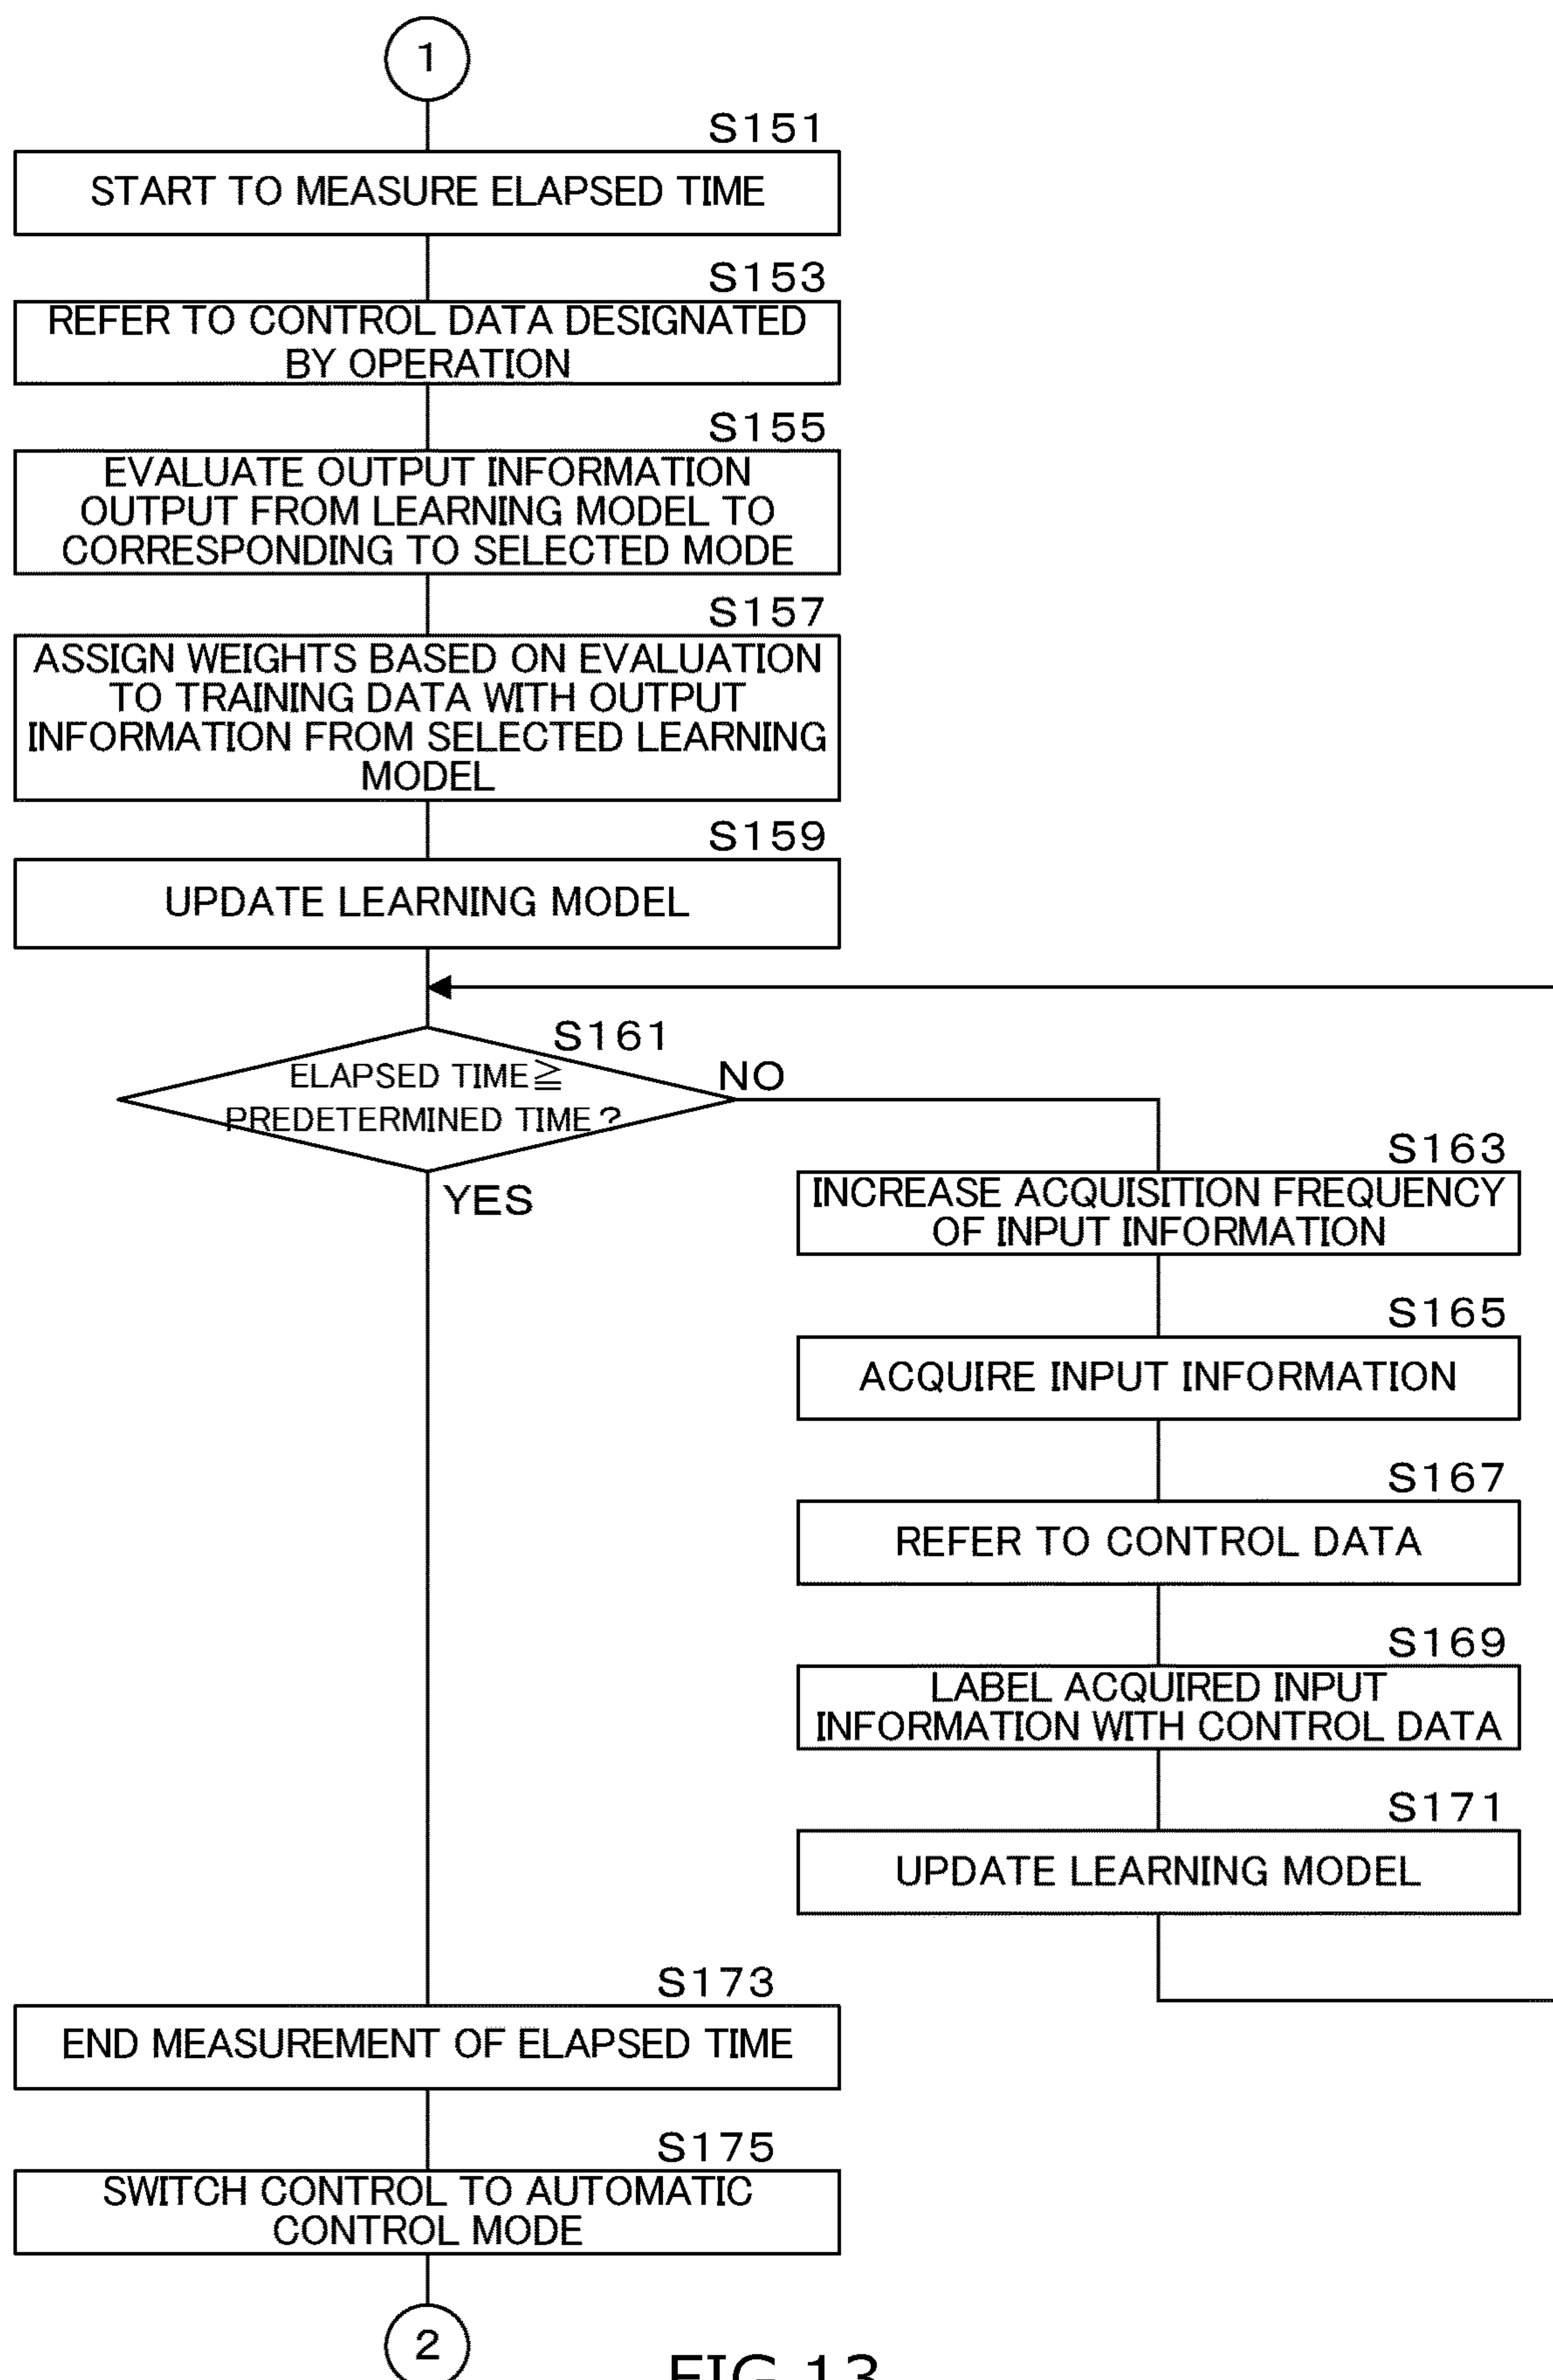 1
S151
START TO MEASURE ELAPSED TIME
S153
REFER TO CONTROL DATA DESIGNATED
BY OPERATION
S155
EVALUATE OUTPUT INFORMATION
OUTPUT FROM LEARNING MODEL TO
CORRESPONDING TO SELECTED MODE
S157
ASSIGN WEIGHTS BASED ON EVALUATION
TO TRAINING DATA WITH OUTPUT
INFORMATION FROM SELECTED LEARNING
MODEL
S159
UPDATE LEARNING MODEL
S161
ELAPSED TIME≧
PREDETERMINED TIME?
NO
YES
S163
INCREASE ACQUISITION FREQUENCY
OF INPUT INFORMATION
S165
ACQUIRE INPUT INFORMATION
S167
REFER TO CONTROL DATA
S169
LABEL ACQUIRED INPUT
INFORMATION WITH CONTROL DATA
S171
UPDATE LEARNING MODEL
S173
END MEASUREMENT OF ELAPSED TIME
S175
SWITCH CONTROL TO AUTOMATIC
CONTROL MODE
2
FIG.13